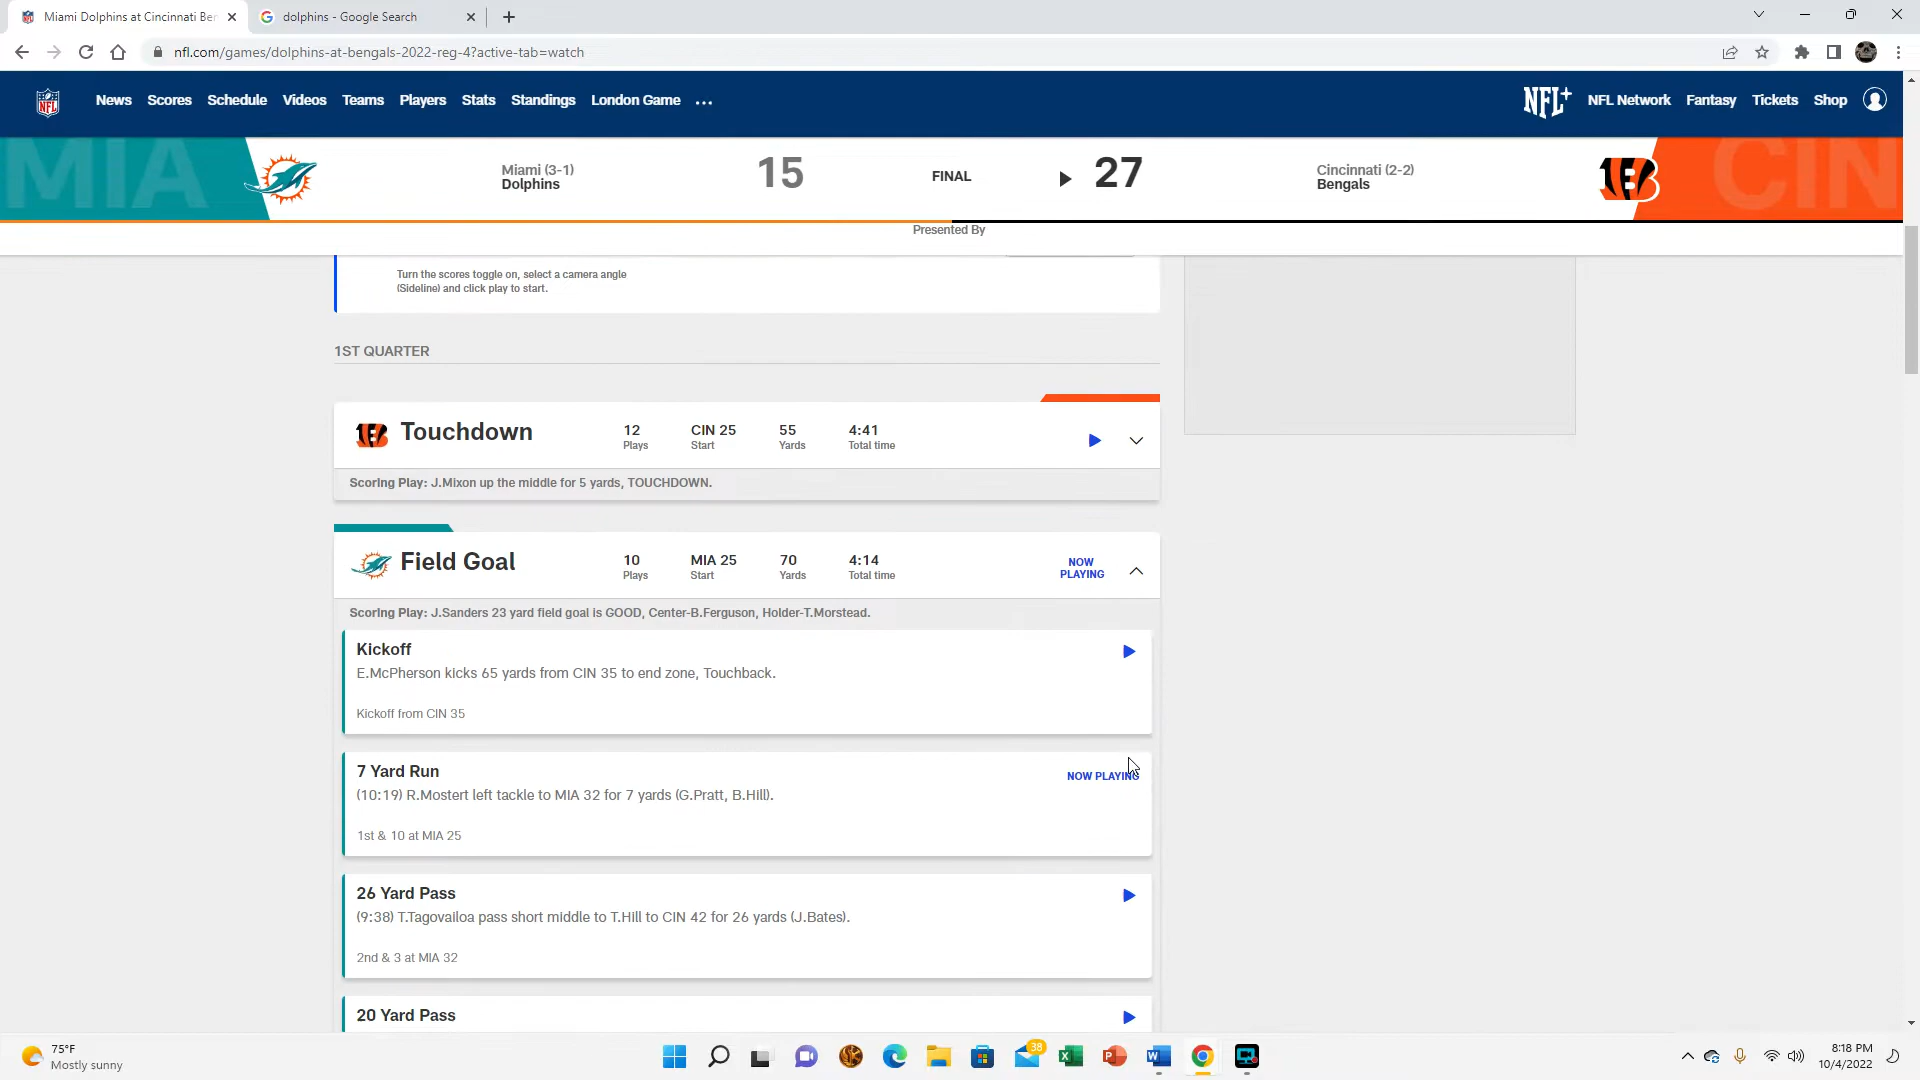 Miami Dolphins at Cincinnati Ben
dolphins - Google Search
nfl.com/games/dolphins-at-bengals-2022-reg-4?active-tab=watch
NFL
News Scores Schedule Videos Teams Players Stats Standings London Game ...
NFL+ NFL Network Fantasy Tickets Shop
MIA
Miami (3-1)
Dolphins
15
FINAL
27
Cincinnati (2-2)
Bengals
CIN
Presented By
Turn the scores toggle on, select a camera angle
(Sideline) and click play to start.
1ST QUARTER
Touchdown
12
Plays
CIN 25
Start
55
Yards
4:41
Total time
Scoring Play: J.Mixon up the middle for 5 yards, TOUCHDOWN.
Field Goal
10
Plays
MIA 25
Start
70
Yards
4:14
Total time
NOW
PLAYING
Scoring Play: J.Sanders 23 yard field goal is GOOD, Center-B.Ferguson, Holder-T.Morstead.
Kickoff
E.McPherson kicks 65 yards from CIN 35 to end zone, Touchback.
Kickoff from CIN 35
7 Yard Run
NOW PLAYING
(10:19) R.Mostert left tackle to MIA 32 for 7 yards (G.Pratt, B.Hill).
1st & 10 at MIA 25
26 Yard Pass
(9:38) T.Tagovailoa pass short middle to T.Hill to CIN 42 for 26 yards (J.Bates).
2nd & 3 at MIA 32
20 Yard Pass
75°F
Mostly sunny
38
8:18 PM
10/4/2022